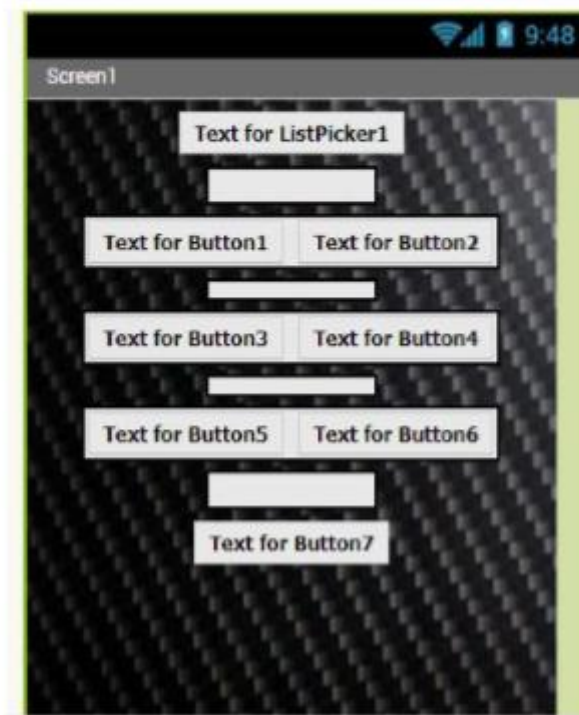 9:48
Screen1
Text for ListPicker1
Text for Button1 Text for Button2
Text for Button3 Text for Button4
Text for Button5 Text for Button6
Text for Button7